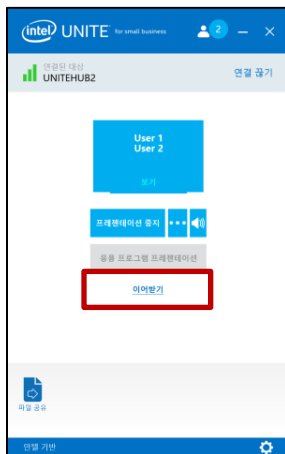 intel UNITE for small business 2
연결된 대상
UNITEHUB2
연결 끊기
User 1
User 2
보기
프레젠테이션 중지
응용 프로그램 프레젠테이션
이어받기
파일 공유
인텔 기반